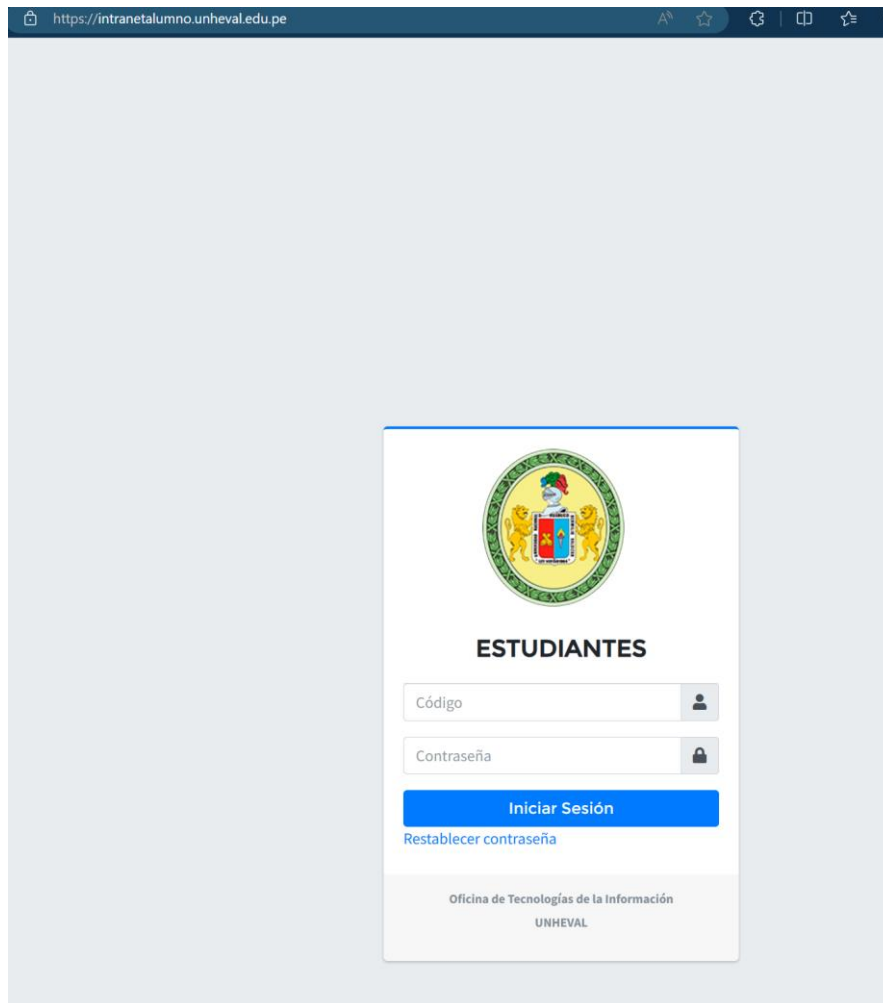 https://intranetalumno.unheval.edu.pe
ESTUDIANTES
Código
Contraseña
Iniciar Sesión
Restablecer contraseña
Oficina de Tecnologías de la Información
UNHEVAL